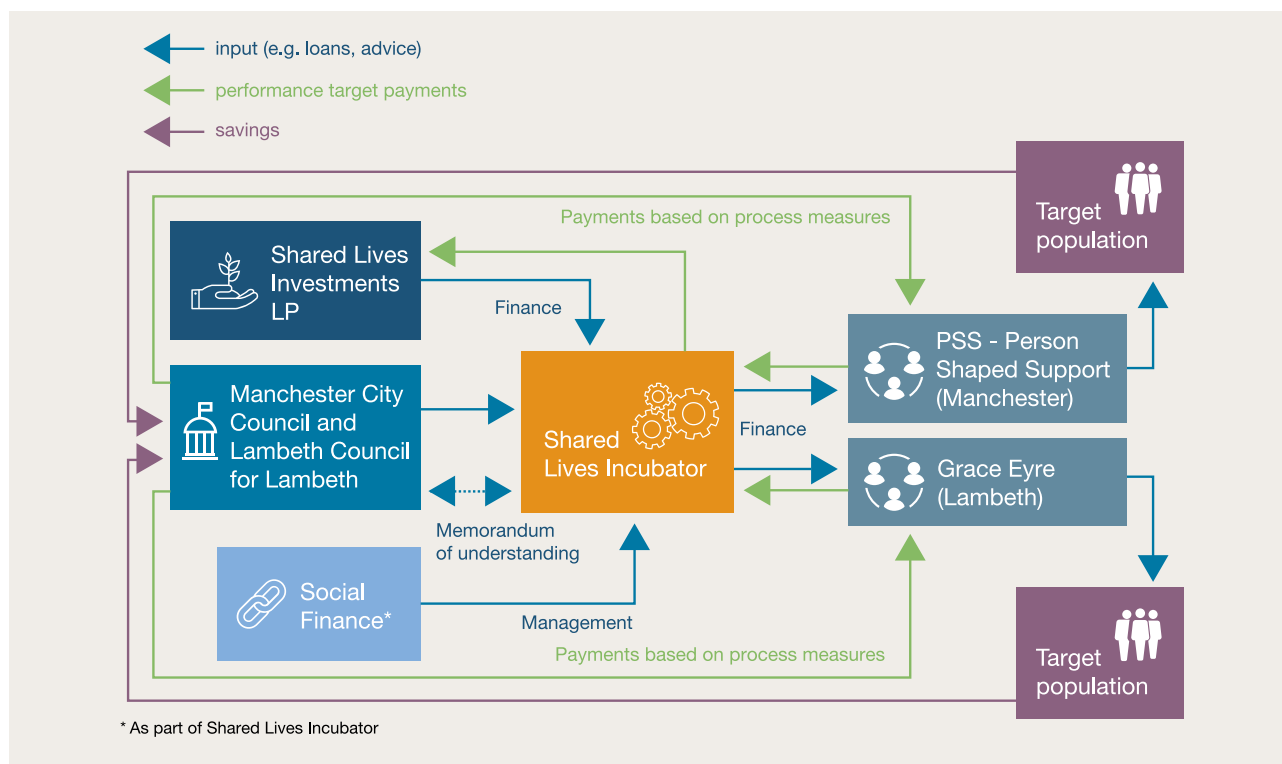 input (e.g. loans, advice)
performance target payments
savings
Target
population
Payments based on process measures
Shared Lives
Investments
LP
Finance
PSS - Person
Shaped Support
(Manchester)
Manchester City
Council and
Lambeth Council
for Lambeth
Shared
Lives Incubator
Finance
Grace Eyre
(Lambeth)
Memorandum
of understanding
Social
Finance*
Management
Payments based on process measures
Target
population
* As part of Shared Lives Incubator